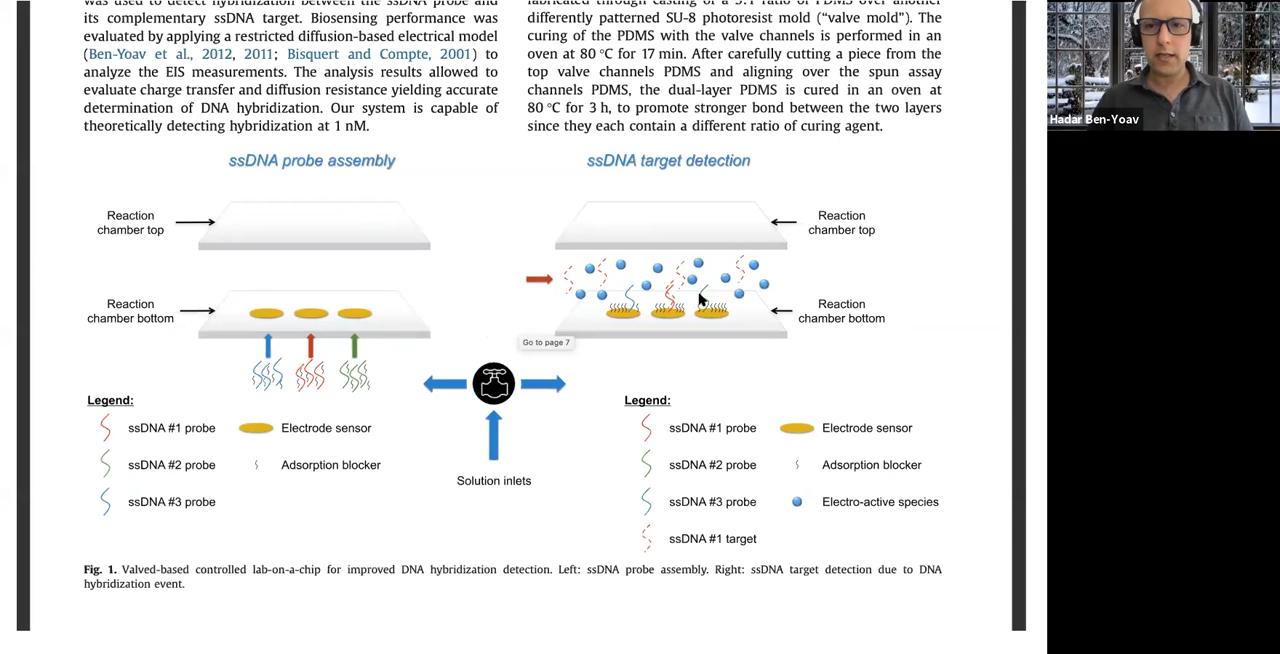 was used to detect hybridization between the ssDNA probe and
its complementary ssDNA target. Biosensing performance was
evaluated by applying a restricted diffusion-based electrical model
(Ben-Yoav et al., 2012, 2011; Bisquert and Compte, 2001) to
analyze the EIS measurements. The analysis results allowed to
evaluate charge transfer and diffusion resistance yielding accurate
determination of DNA hybridization. Our system is capable of
theoretically detecting hybridization at 1 nM.
fabricated through casting of a 5:1 ratio of PDMS over another
differently patterned SU-8 photoresist mold (“valve mold”). The
curing of the PDMS with the valve channels is performed in an
oven at 80 °C for 17 min. After carefully cutting a piece from the
top valve channels PDMS and aligning over the spun assay
channels PDMS, the dual-layer PDMS is cured in an oven at
80 °C for 3 h, to promote stronger bond between the two layers
since they each contain a different ratio of curing agent.
Hadar Ben-Yoav
ssDNA probe assembly
Reaction
chamber top
Reaction
chamber bottom
ssDNA target detection
Reaction
chamber top
Reaction
chamber bottom
Go to page 7
Solution inlets
Legend:
ssDNA #1 probe
Electrode sensor
ssDNA #2 probe
Adsorption blocker
ssDNA #3 probe
Legend:
ssDNA #1 probe
Electrode sensor
ssDNA #2 probe
Adsorption blocker
ssDNA #3 probe
Electro-active species
ssDNA #1 target
Fig. 1. Valved-based controlled lab-on-a-chip for improved DNA hybridization detection. Left: ssDNA probe assembly. Right: ssDNA target detection due to DNA
hybridization event.